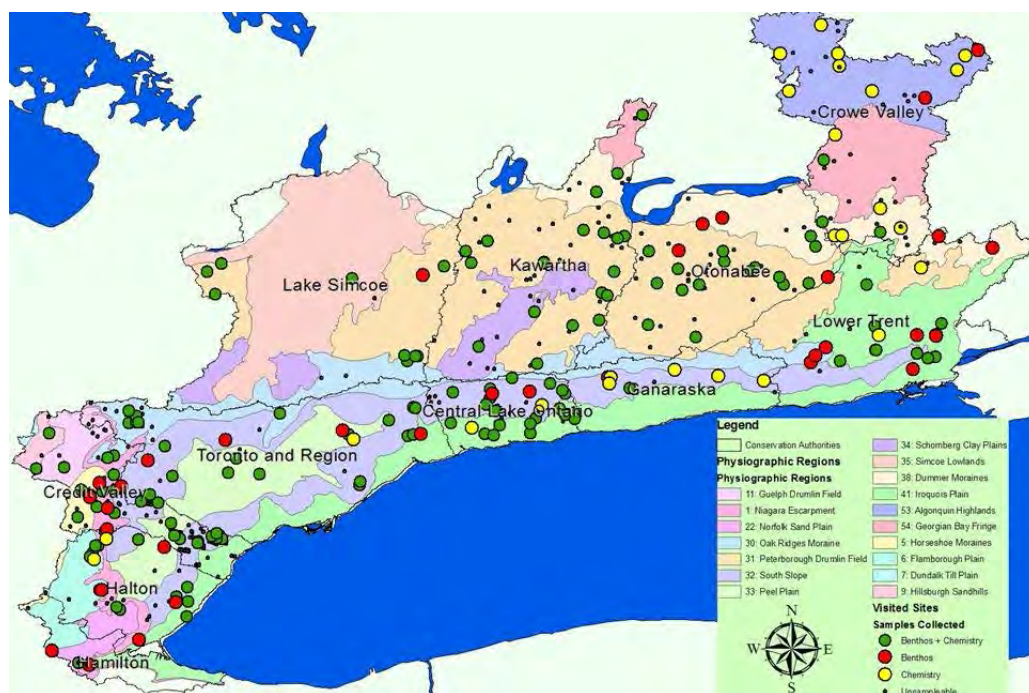 Crowe Valley
Lake Simcoe
Kawartha
Otonabee
Lower Trent
Ganaraska
Central Lake Ontario
Toronto and Region
Credit Valley
Halton
Hamilton
Legend
Conservation Authorities
Physiographic Regions
Physiographic Regions
11: Guelph Drumlin Field
1: Niagara Escarpment
22: Norfolk Sand Plain
30: Oak Ridges Moraine
31: Peterborough Drumlin Field
32: South Slope
33: Peel Plain
34: Schomberg Clay Plains
35: Simcoe Lowlands
38: Dummer Moraines
41: Iroquois Plain
53: Algonquin Highlands
54: Georgian Bay Fringe
5: Horseshoe Moraines
6: Flamborough Plain
7: Dundalk Till Plain
9: Hillsburgh Sandhills
Visited Sites
Samples Collected
Benthos + Chemistry
Benthos
Chemistry
Unsampleable
N
W E
S